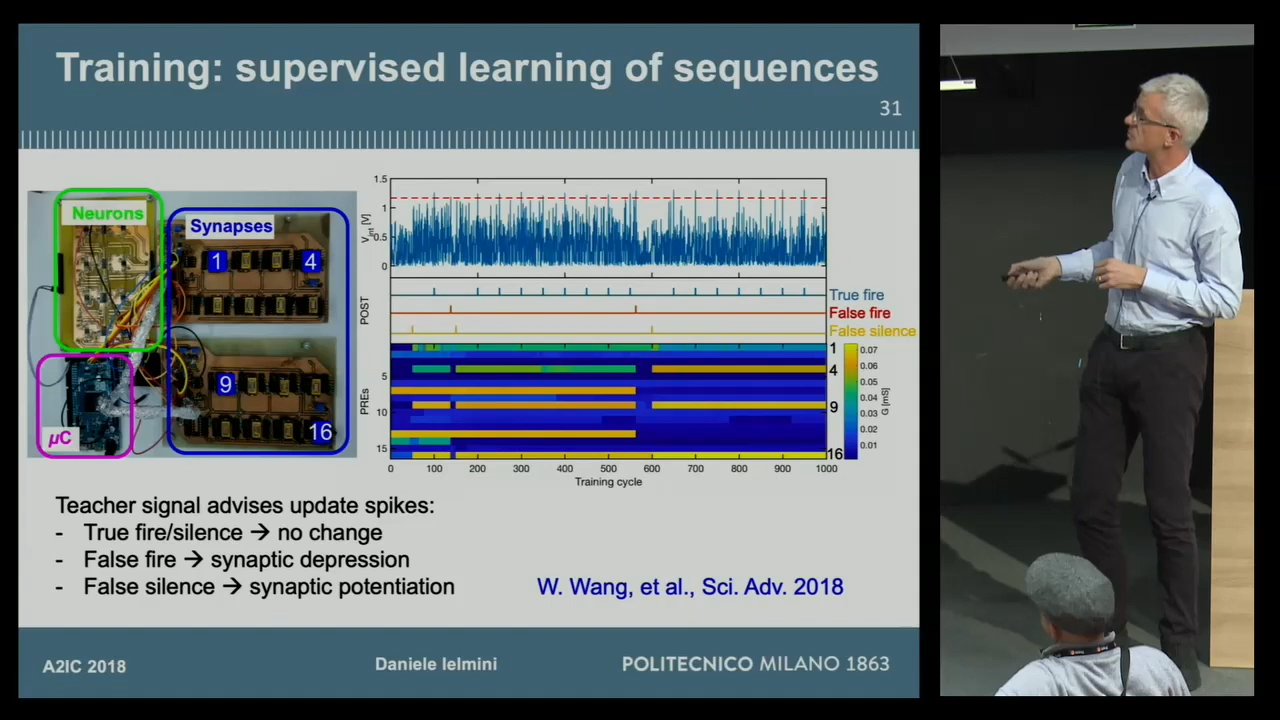 Training: supervised learning of sequences
31
Neurons
Synapses
1
4
9
16
µC
1.5
1
0.5
0
V_int [V]
POST
True fire
False fire
False silence
PREs
5
10
15
1
4
9
16
0.07
0.06
0.05
0.04
0.03
0.02
0.01
G [mS]
0 100 200 300 400 500 600 700 800 900 1000
Training cycle
Teacher signal advises update spikes:
- True fire/silence → no change
- False fire → synaptic depression
- False silence → synaptic potentiation
W. Wang, et al., Sci. Adv. 2018
A2IC 2018
Daniele Ielmini
POLITECNICO MILANO 1863